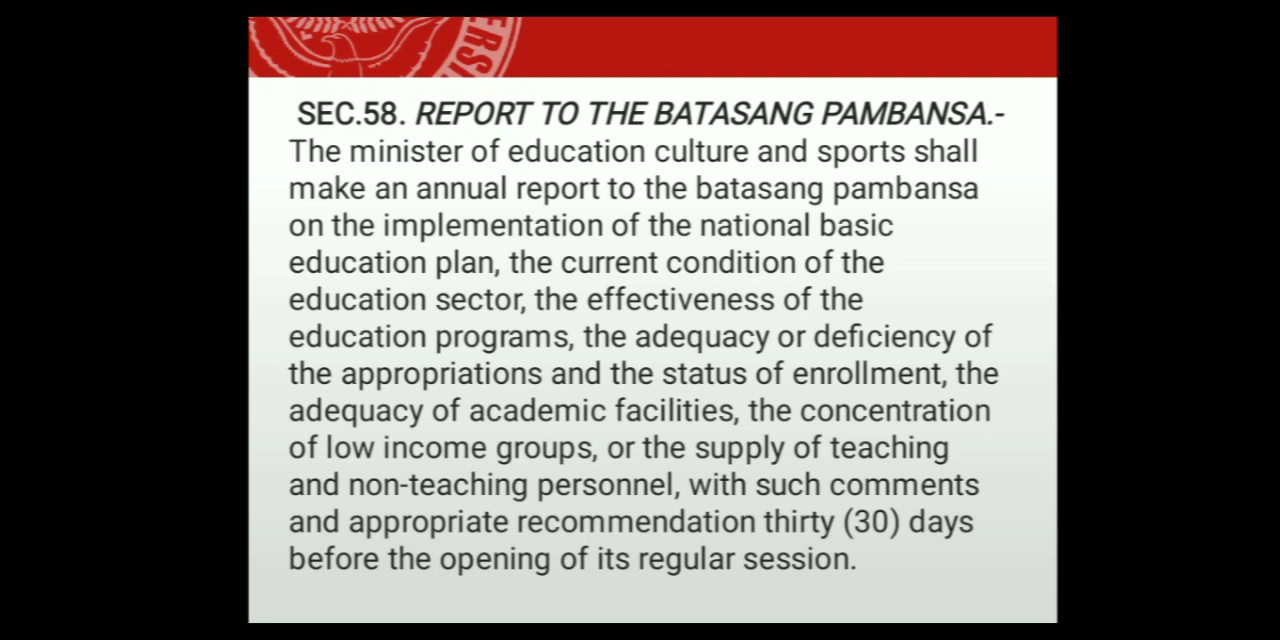 ERSI
SEC.58. REPORT TO THE BATASANG PAMBANSA.-
The minister of education culture and sports shall
make an annual report to the batasang pambansa
on the implementation of the national basic
education plan, the current condition of the
education sector, the effectiveness of the
education programs, the adequacy or deficiency of
the appropriations and the status of enrollment, the
adequacy of academic facilities, the concentration
of low income groups, or the supply of teaching
and non-teaching personnel, with such comments
and appropriate recommendation thirty (30) days
before the opening of its regular session.